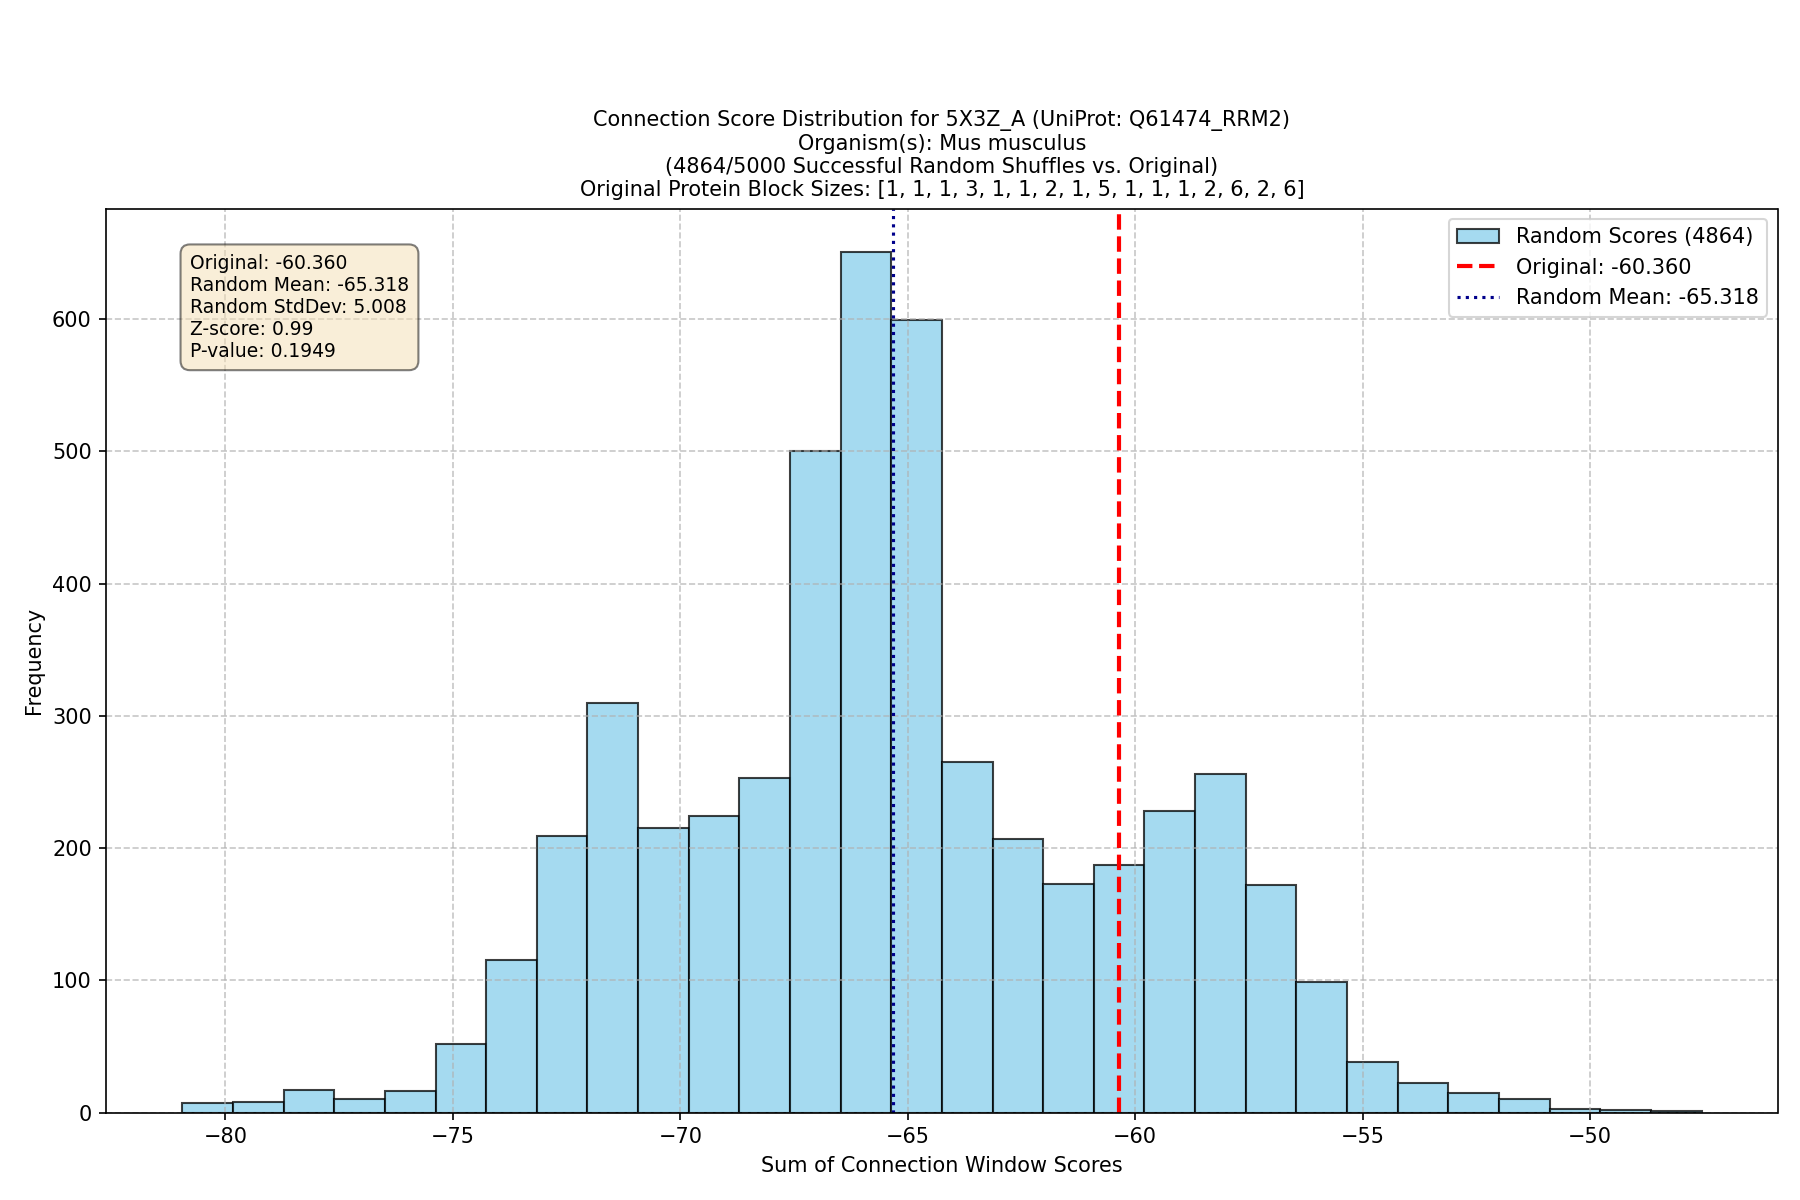 Connection Score Distribution for 5X3Z_A (UniProt: Q61474_RRM2)
Organism(s): Mus musculus
(4864/5000 Successful Random Shuffles vs. Original)
Original Protein Block Sizes: [1, 1, 1, 3, 1, 1, 2, 1, 5, 1, 1, 1, 2, 6, 2, 6]
Original: -60.360
Random Mean: -65.318
Random StdDev: 5.008
Z-score: 0.99
P-value: 0.1949
Random Scores (4864)
Original: -60.360
Random Mean: -65.318
Frequency
600
500
400
300
200
100
0
−80
−75
−70
−65
−60
−55
−50
Sum of Connection Window Scores